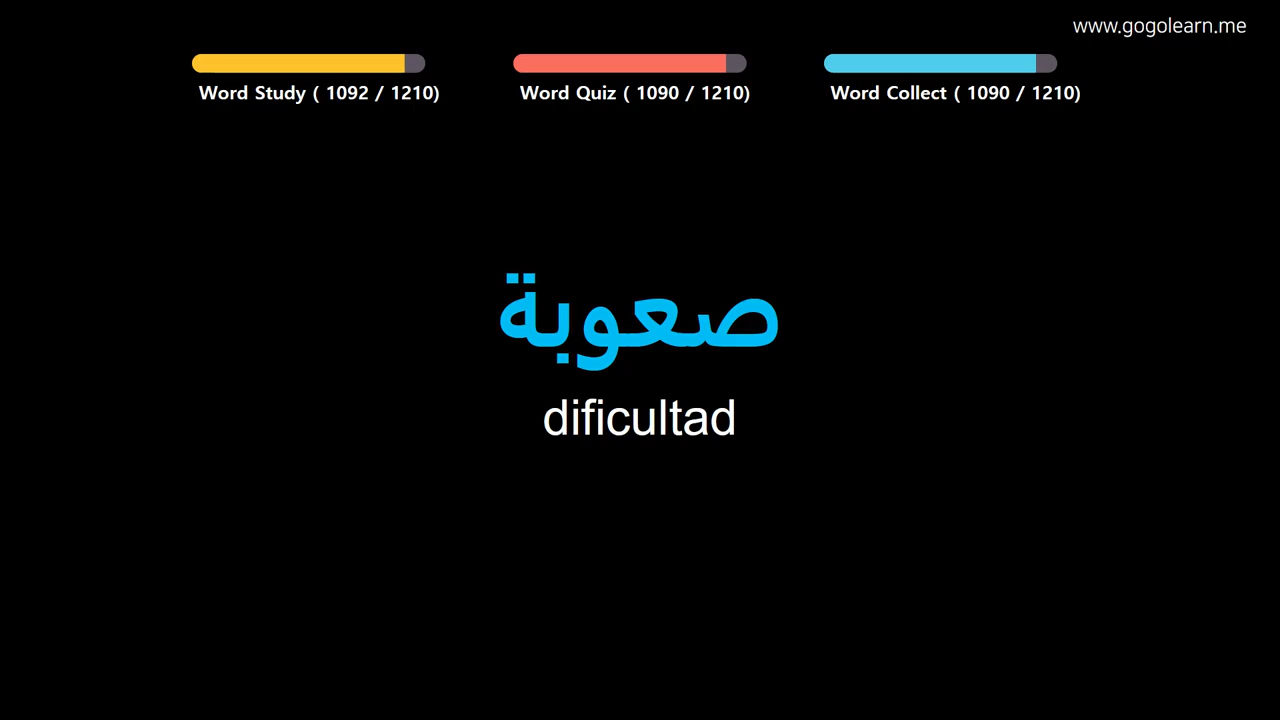 www.gogolearn.me
Word Study ( 1092 / 1210)
Word Quiz ( 1090 / 1210)
Word Collect ( 1090 / 1210)
صعوبة
dificultad